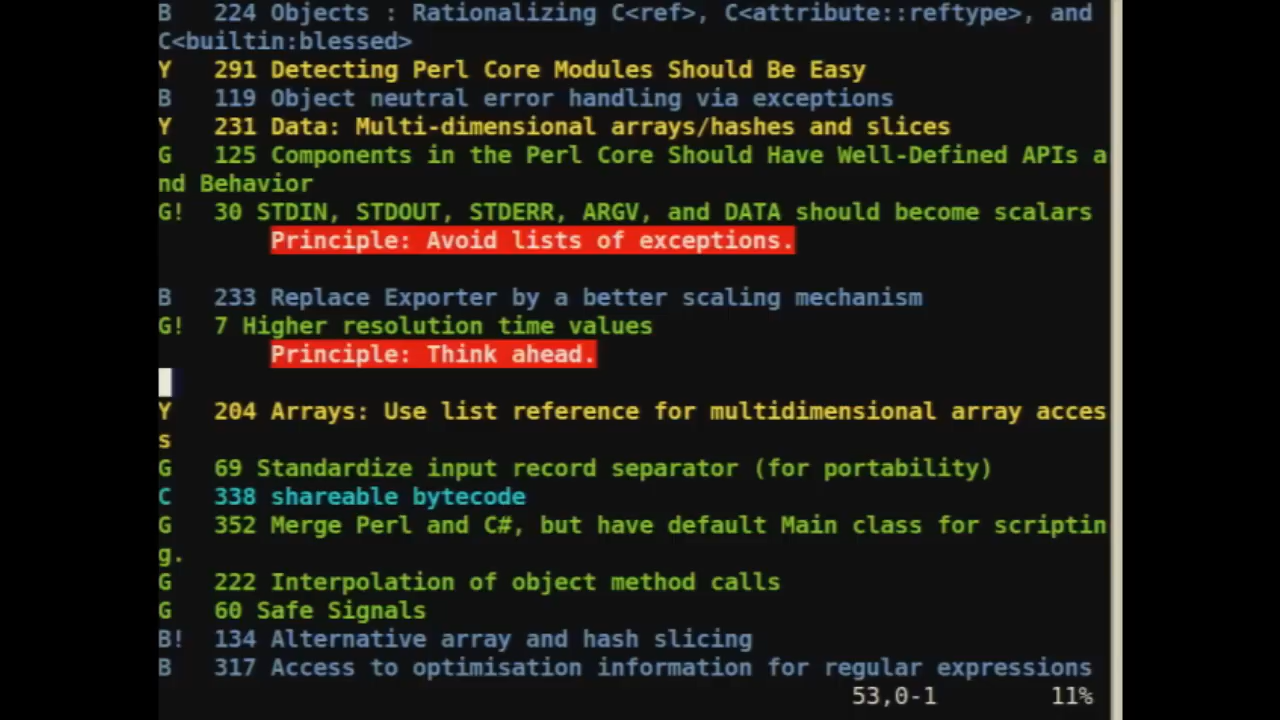 B   224 Objects : Rationalizing C<ref>, C<attribute::reftype>, and
C<builtin:blessed>
Y   291 Detecting Perl Core Modules Should Be Easy
B   119 Object neutral error handling via exceptions
Y   231 Data: Multi-dimensional arrays/hashes and slices
G   125 Components in the Perl Core Should Have Well-Defined APIs a
nd Behavior
G!  30 STDIN, STDOUT, STDERR, ARGV, and DATA should become scalars
Principle: Avoid lists of exceptions.
B   233 Replace Exporter by a better scaling mechanism
G!  7 Higher resolution time values
Principle: Think ahead.
Y   204 Arrays: Use list reference for multidimensional array acces
s
G   69 Standardize input record separator (for portability)
C   338 shareable bytecode
G   352 Merge Perl and C#, but have default Main class for scriptin
g.
G   222 Interpolation of object method calls
G   60 Safe Signals
B!  134 Alternative array and hash slicing
B   317 Access to optimisation information for regular expressions
53,0-1        11%